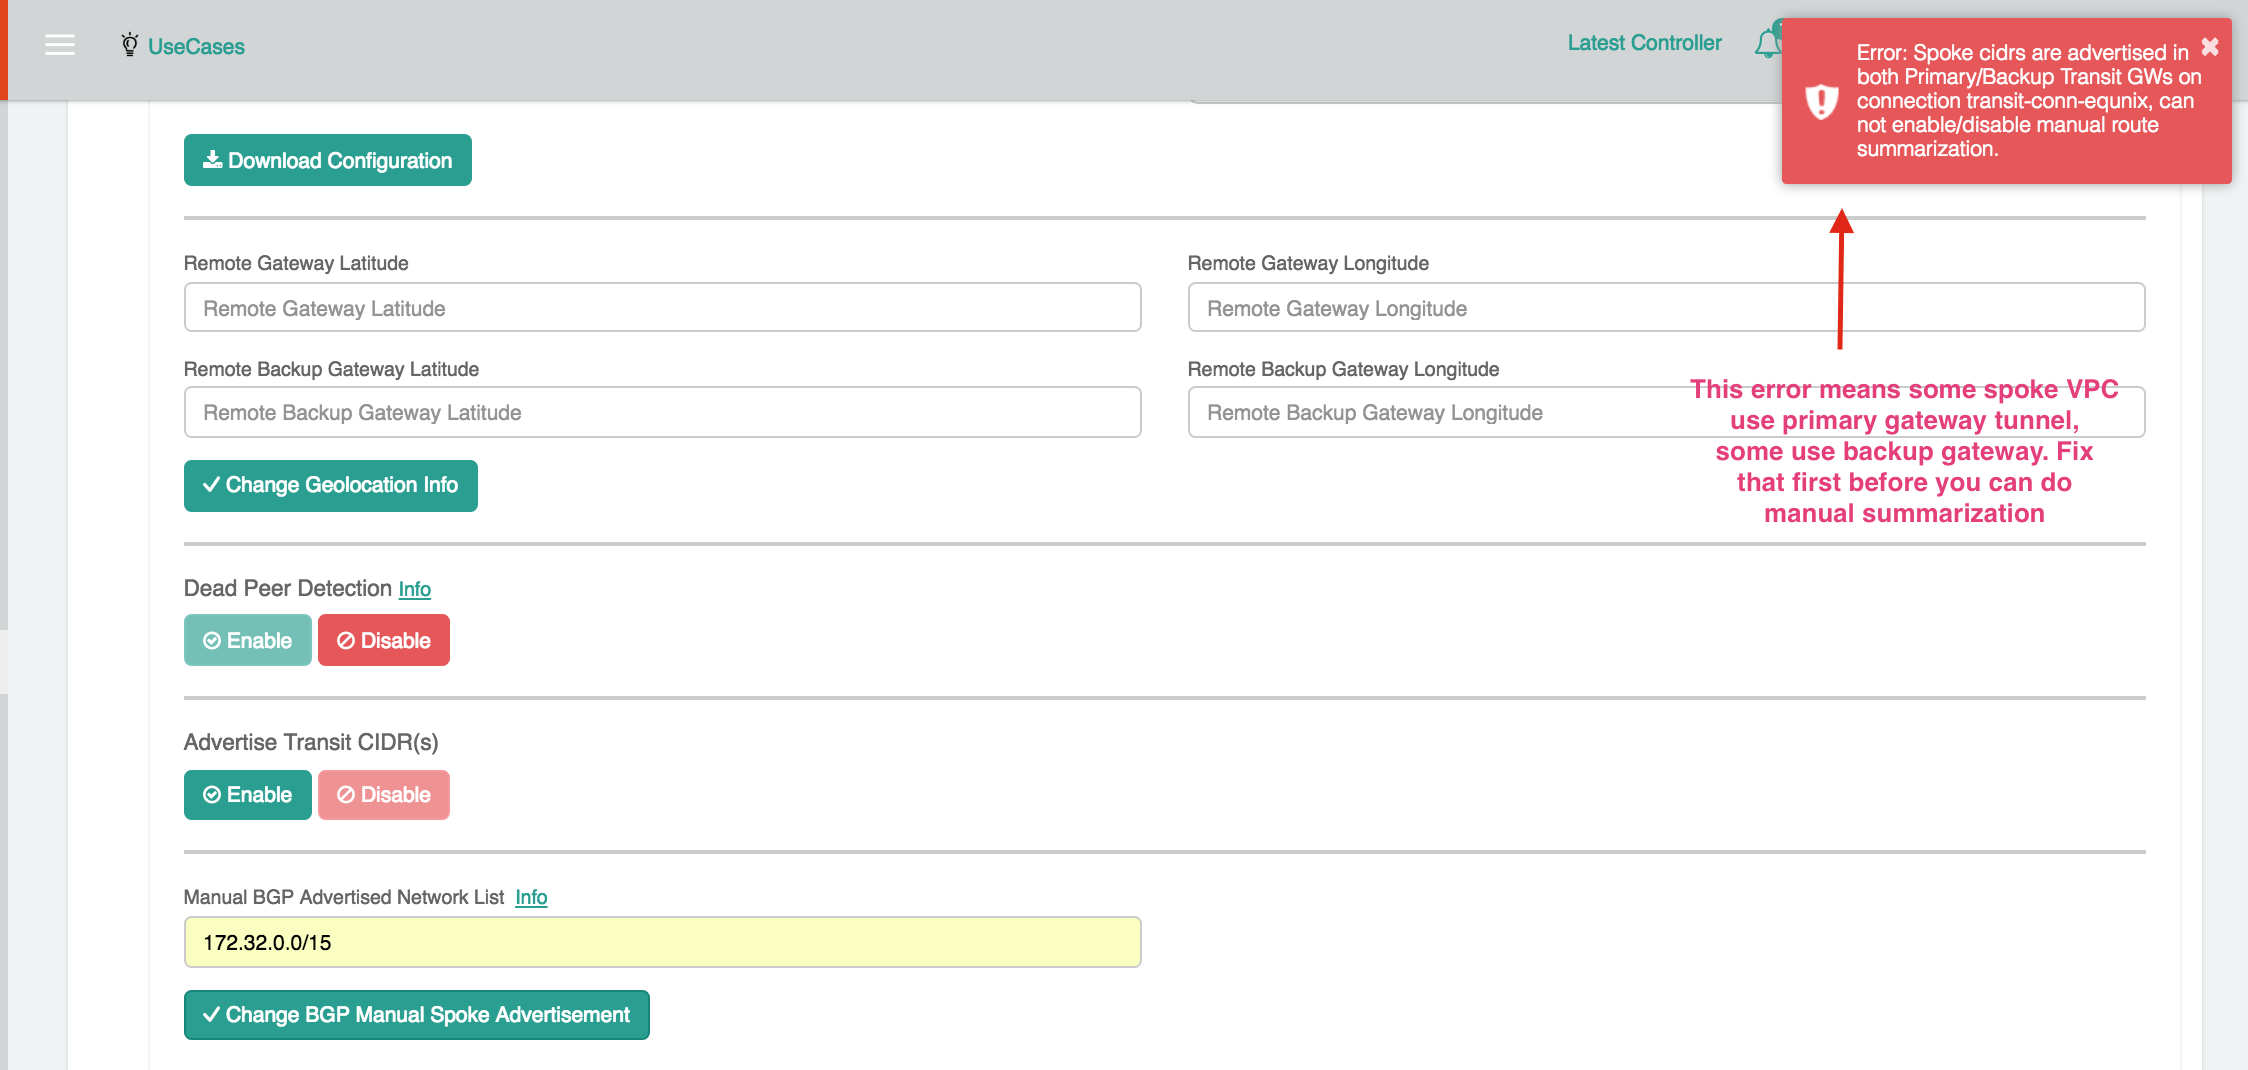 UseCases
Latest Controller
Error: Spoke cidrs are advertised in
both Primary/Backup Transit GWs on
connection transit-conn-equnix, can
not enable/disable manual route
summarization.
Download Configuration
Remote Gateway Latitude
Remote Gateway Longitude
Remote Gateway Latitude
Remote Gateway Longitude
Remote Backup Gateway Latitude
Remote Backup Gateway Longitude
Remote Backup Gateway Latitude
Remote Backup Gateway Longitude
This error means some spoke VPC
use primary gateway tunnel,
some use backup gateway. Fix
that first before you can do
manual summarization
Change Geolocation Info
Dead Peer Detection Info
Enable Disable
Advertise Transit CIDR(s)
Enable Disable
Manual BGP Advertised Network List Info
172.32.0.0/15
Change BGP Manual Spoke Advertisement